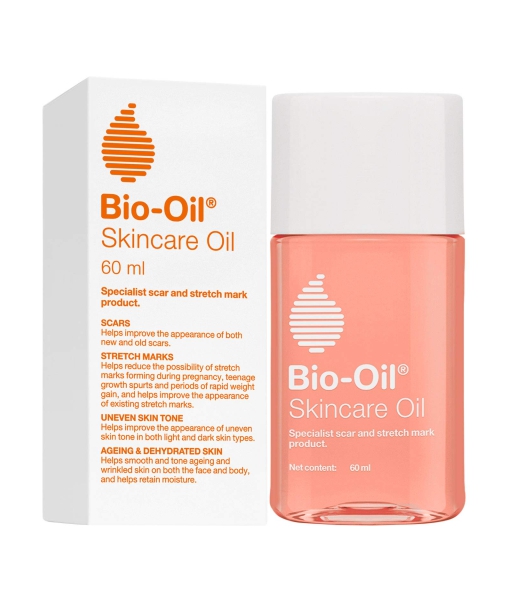 Bio-Oil®
Skincare Oil
60 ml
Specialist scar and stretch mark
product.
SCARS
Helps improve the appearance of both
new and old scars.
STRETCH MARKS
Helps reduce the possibility of stretch
marks forming during pregnancy, teenage
growth spurts and periods of rapid weight
gain, and helps improve the appearance
of existing stretch marks.
UNEVEN SKIN TONE
Helps improve the appearance of uneven
skin tone in both light and dark skin types.
AGEING & DEHYDRATED SKIN
Helps smooth and tone ageing and
wrinkled skin on both the face and body,
and helps retain moisture.
Bio-Oil®
Skincare Oil
Specialist scar and stretch mark
product.
Net content: 60 ml